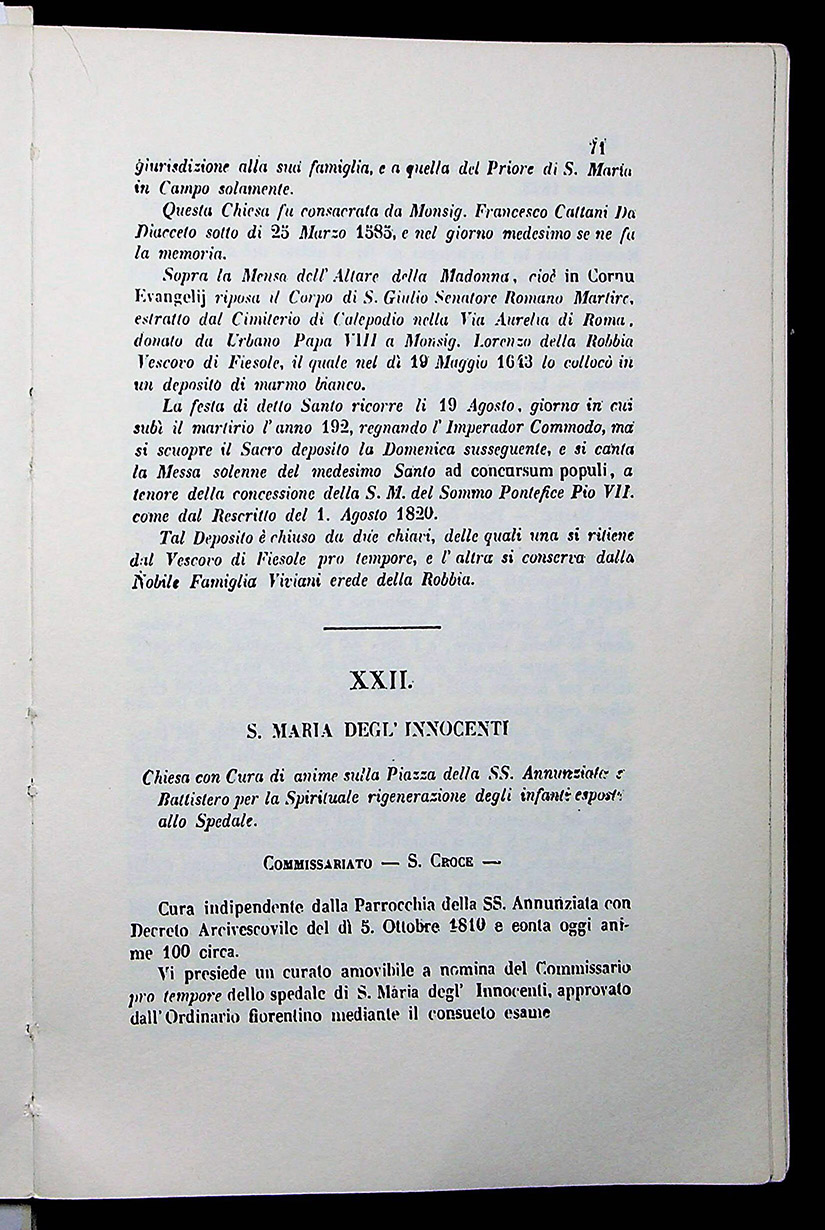 71
giurisdizione alla sua famiglia, e a quella del Priore di S. Maria
in Campo solamente.
Questa Chiesa fu consacrata da Monsig. Francesco Cattani Da
Diacceto sotto di 25 Marzo 1585, e nel giorno medesimo se ne fa
la memoria.
Sopra la Mensa dell' Altare della Madonna, cioè in Cornu
Evangelij riposa il Corpo di S. Giulio Senatore Romano Martire,
estratto dal Cimiterio di Calepodio nella Via Aurelia di Roma,
donato da Urbano Papa VIII a Monsig. Lorenzo della Robbia
Vescovo di Fiesole, il quale nel dì 19 Maggio 1643 lo collocò in
un deposito di marmo bianco.
La festa di detto Santo ricorre li 19 Agosto, giorno in cui
subì il martirio l'anno 192, regnando l' Imperador Commodo, ma
si scuopre il Sacro deposito la Domenica susseguente, e si canta
la Messa solenne del medesimo Santo ad concursum populi, a
tenore della concessione della S. M. del Sommo Pontefice Pio VII.
come dal Rescritto del 1. Agosto 1820.
Tal Deposito è chiuso da due chiavi, delle quali una si ritiene
dal Vescovo di Fiesole pro tempore, e l' altra si conserva dalla
Nobile Famiglia Viviani erede della Robbia.
XXII.
S. MARIA DEGL' INNOCENTI
Chiesa con Cura di anime sulla Piazza della SS. Annunziata e
Battistero per la Spirituale rigenerazione degli infanti esposti
allo Spedale.
COMMISSARIATO — S. CROCE —
Cura indipendente dalla Parrocchia della SS. Annunziata con
Decreto Arcivescovile del dì 5. Ottobre 1810 e conta oggi ani-
me 100 circa.
Vi presiede un curato amovibile a nomina del Commissario
pro tempore dello spedale di S. Maria degl' Innocenti, approvato
dall' Ordinario fiorentino mediante il consueto esame